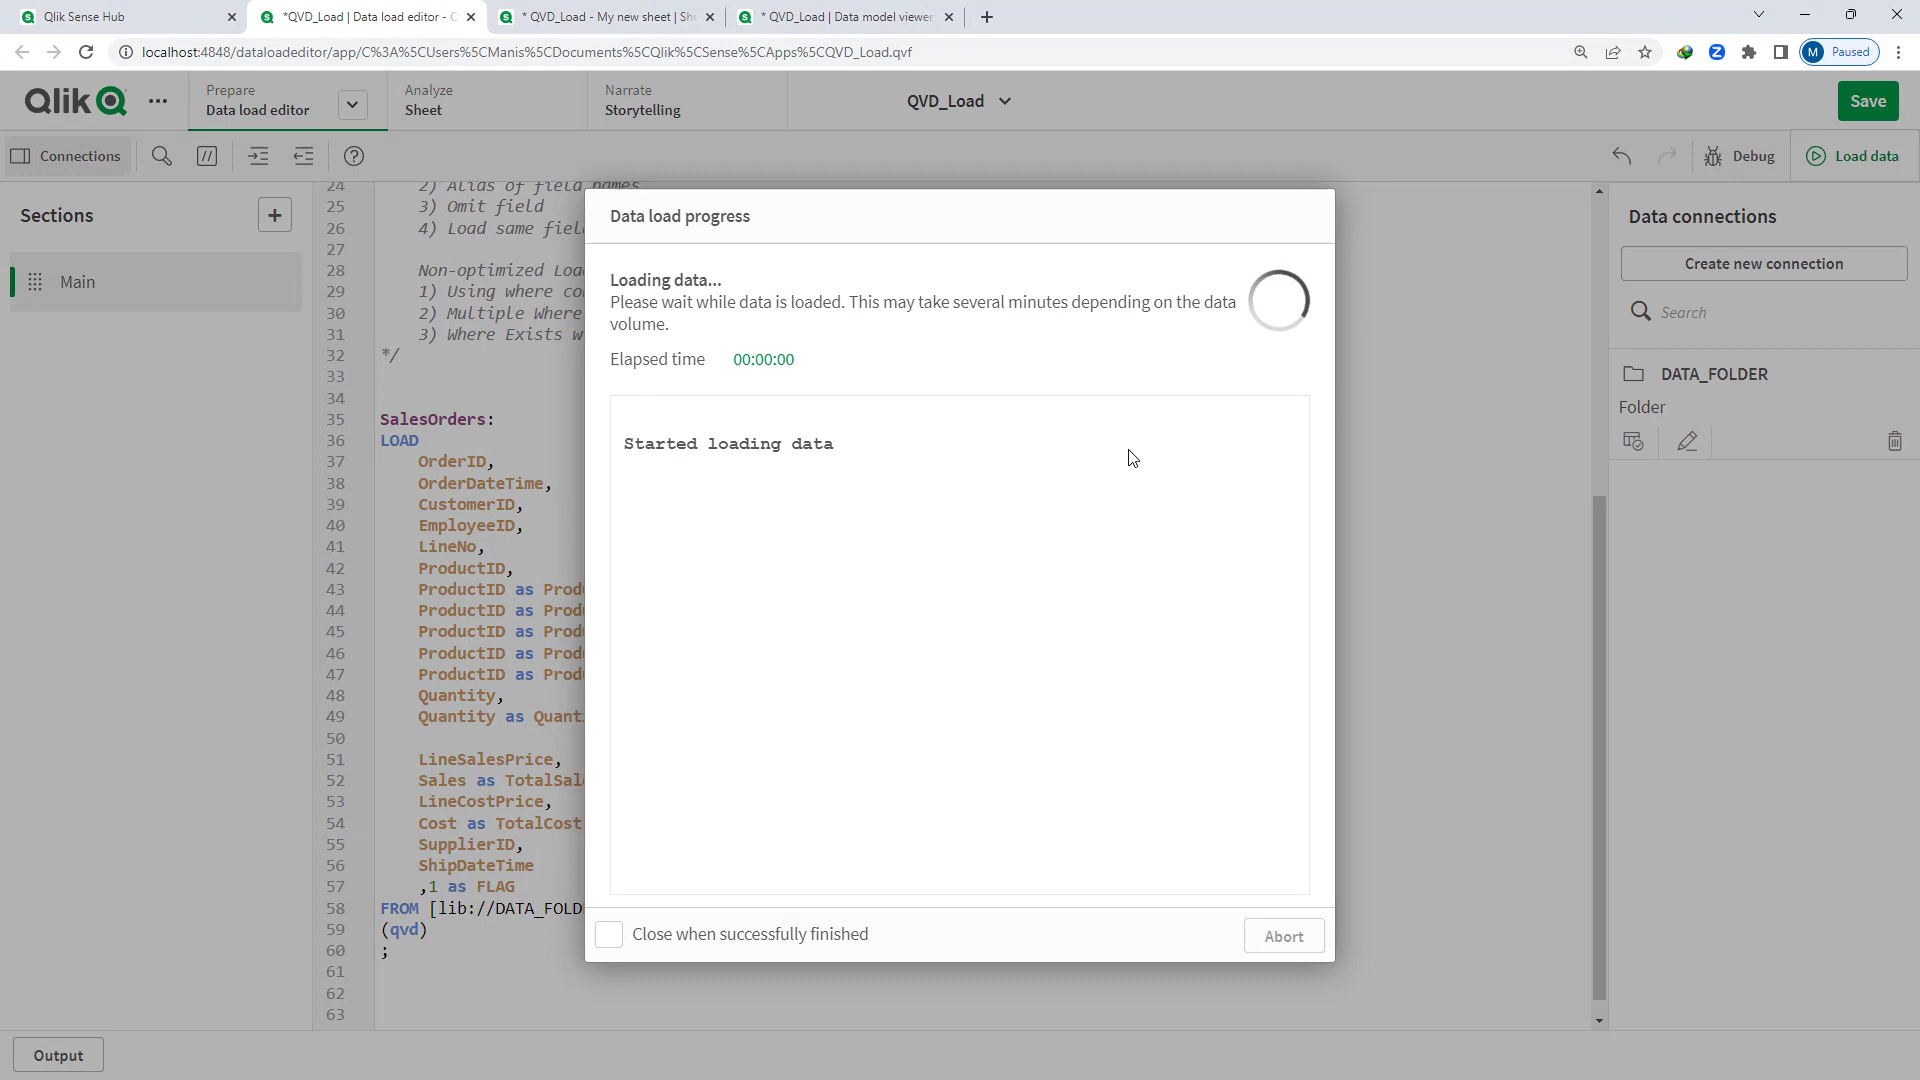 Qlik Sense Hub
*QVD_Load | Data load editor - C
* QVD_Load - My new sheet | She
* QVD_Load | Data model viewer
localhost:4848/dataloadeditor/app/C%3A%5CUsers%5CManis%5CDocuments%5CQlik%5CSense%5CApps%5CQVD_Load.qvf
M Paused
Qlik
Prepare
Data load editor
Analyze
Sheet
Narrate
Storytelling
QVD_Load
Save
Connections
//
?
Debug
Load data
Sections
+
Main
24 2) Alias of field names
25 3) Omit field
26 4) Load same fiel
27
28 Non-optimized Loa
29 1) Using where co
30 2) Multiple Where
31 3) Where Exists w
32 */
33
34
35 SalesOrders:
36 LOAD
37 OrderID,
38 OrderDateTime,
39 CustomerID,
40 EmployeeID,
41 LineNo,
42 ProductID,
43 ProductID as Prod
44 ProductID as Prod
45 ProductID as Prod
46 ProductID as Prod
47 ProductID as Prod
48 Quantity,
49 Quantity as Quant
50
51 LineSalesPrice,
52 Sales as TotalSal
53 LineCostPrice,
54 Cost as TotalCost
55 SupplierID,
56 ShipDateTime
57 ,1 as FLAG
58 FROM [lib://DATA_FOLD
59 (qvd)
60 ;
61
62
63
Data load progress
Loading data...
Please wait while data is loaded. This may take several minutes depending on the data
volume.
Elapsed time 00:00:00
Started loading data
Close when successfully finished
Abort
Data connections
Create new connection
Search
DATA_FOLDER
Folder
Output